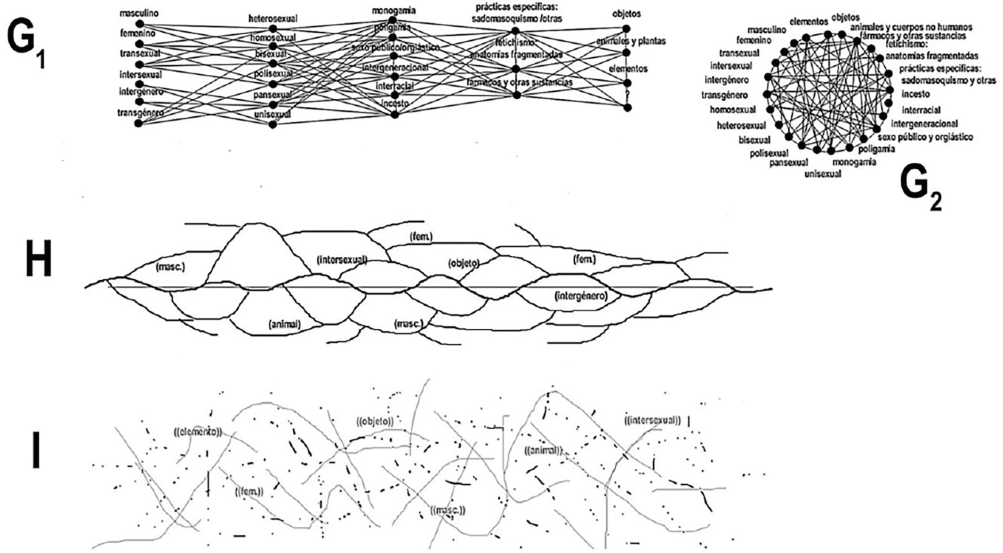 G1
masculino
femenino
transexual
intersexual
intergénero
transgénero
heterosexual
homosexual
bisexual
polisexual
pansexual
unisexual
monogamia
poligamia
sexo público/orgiástico
intergeneracional
interracial
incesto
prácticas específicas:
sadomasoquismo /otras
fetichismo:
anatomías fragmentadas
fármacos y otras sustancias
objetos
animales y plantas
elementos
?
G2
objetos
elementos
masculino
femenino
transexual
intersexual
intergénero
transgénero
homosexual
heterosexual
bisexual
polisexual
pansexual
unisexual
monogamia
poligamia
sexo público y orgiástico
intergeneracional
interracial
incesto
prácticas específicas:
sadomasoquismo y otras
fetichismo:
anatomías fragmentadas
fármacos y otras sustancias
animales y cuerpos no humanos
H
(masc.)
(intersexual)
(fem.)
(objeto)
(fem.)
(animal)
(masc.)
(intergénero)
I
((elemento))
((objeto))
((intersexual))
((animal))
((fem.))
((masc.))